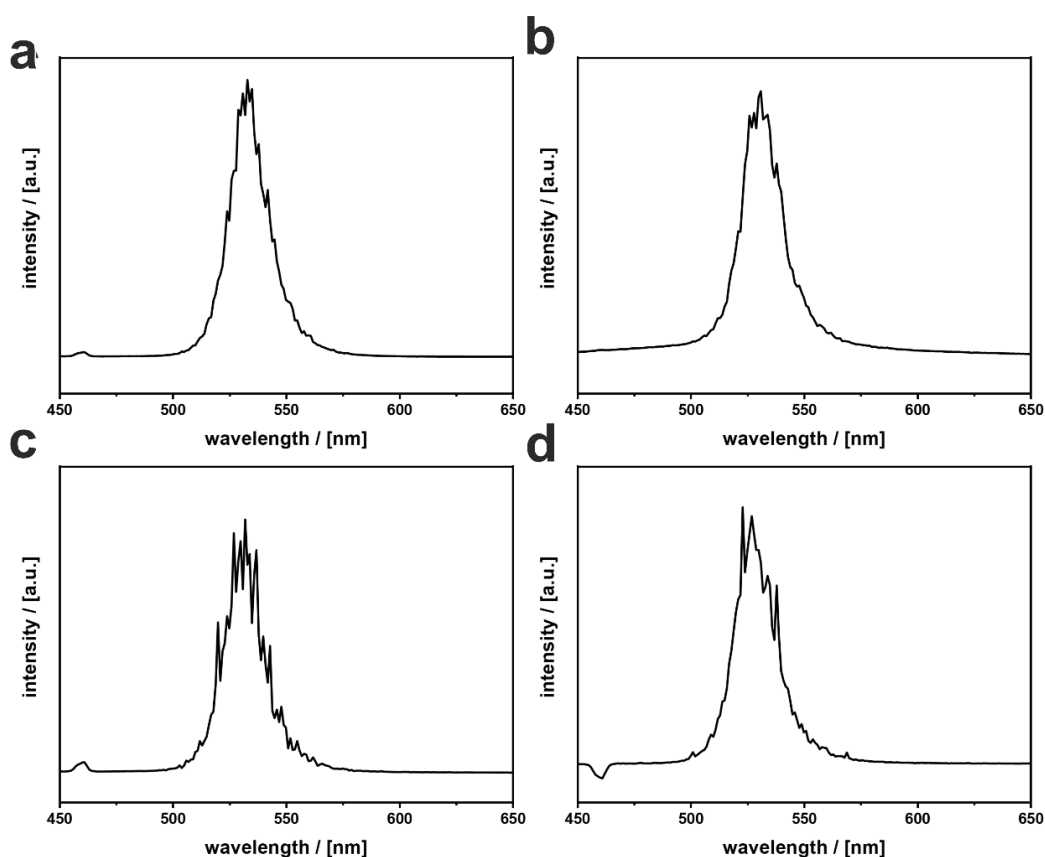 a
b
intensity / [a.u.]
intensity / [a.u.]
450 500 550 600 650
450 500 550 600 650
wavelength / [nm]
wavelength / [nm]
c
d
intensity / [a.u.]
intensity / [a.u.]
450 500 550 600 650
450 500 550 600 650
wavelength / [nm]
wavelength / [nm]